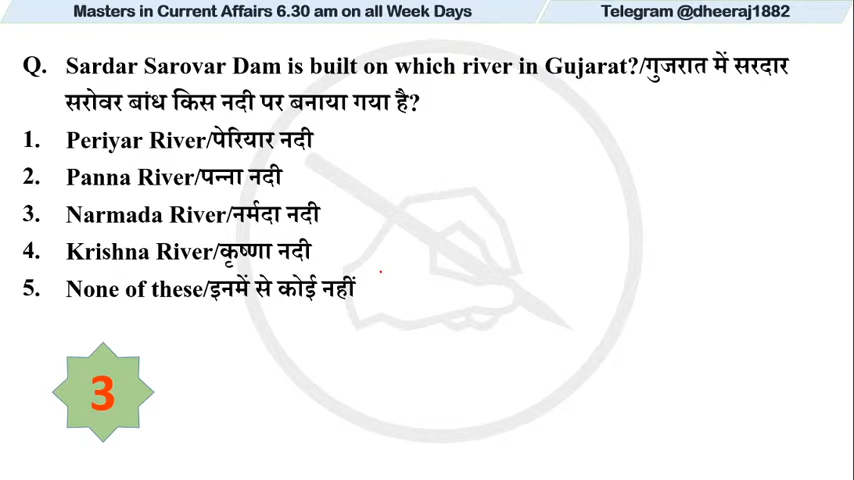 Masters in Current Affairs 6.30 am on all Week Days
Telegram @dheeraj1882
Q. Sardar Sarovar Dam is built on which river in Gujarat?/गुजरात में सरदार
सरोवर बांध किस नदी पर बनाया गया है?
1. Periyar River/पेरियार नदी
2. Panna River/पन्ना नदी
3. Narmada River/नर्मदा नदी
4. Krishna River/कृष्णा नदी
5. None of these/इनमें से कोई नहीं
3